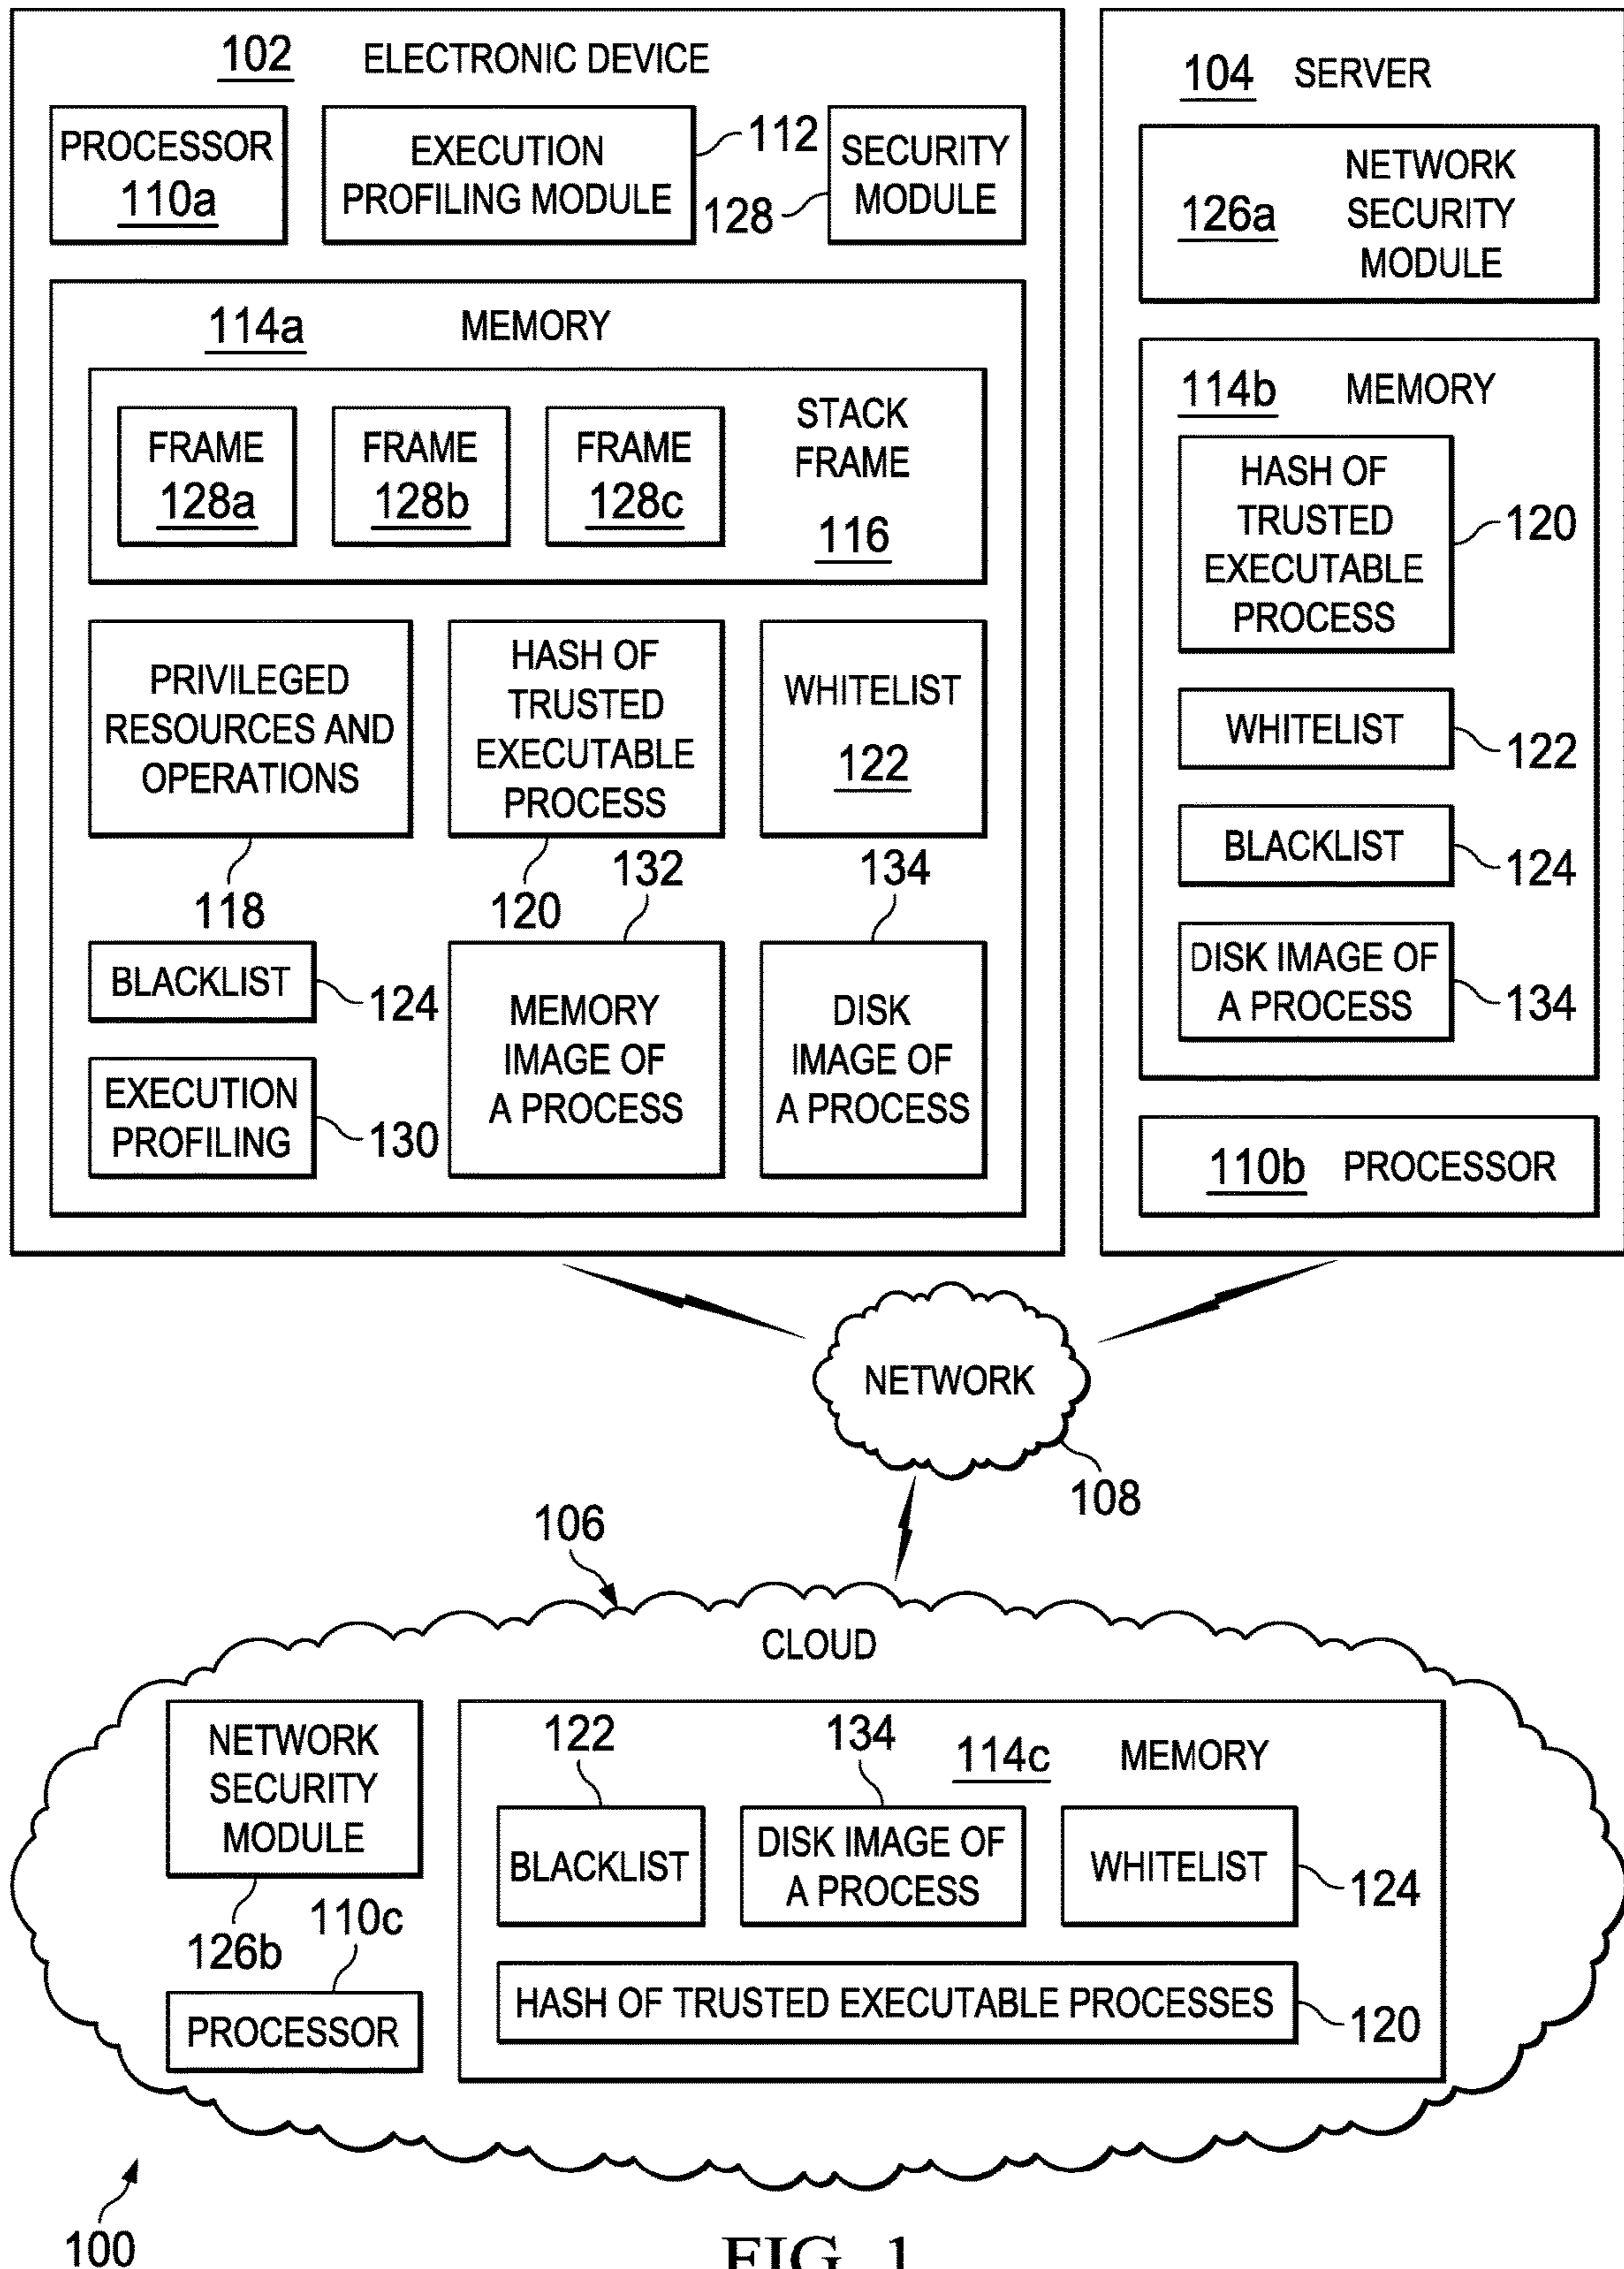 102 ELECTRONIC DEVICE
PROCESSOR
110a
EXECUTION
PROFILING MODULE
112
128
SECURITY
MODULE
114a MEMORY
FRAME
128a
FRAME
128b
FRAME
128c
STACK
FRAME
116
PRIVILEGED
RESOURCES AND
OPERATIONS
118
HASH OF
TRUSTED
EXECUTABLE
PROCESS
120
WHITELIST
122
BLACKLIST
124
EXECUTION
PROFILING
130
132
MEMORY
IMAGE OF
A PROCESS
134
DISK
IMAGE OF
A PROCESS
104 SERVER
126a
NETWORK
SECURITY
MODULE
114b MEMORY
HASH OF
TRUSTED
EXECUTABLE
PROCESS
120
WHITELIST
122
BLACKLIST
124
DISK IMAGE OF
A PROCESS
134
110b PROCESSOR
NETWORK
108
106
CLOUD
NETWORK
SECURITY
MODULE
126b
110c
PROCESSOR
114c MEMORY
122
BLACKLIST
134
DISK IMAGE OF
A PROCESS
WHITELIST
124
HASH OF TRUSTED EXECUTABLE PROCESSES
120
100
FIG. 1